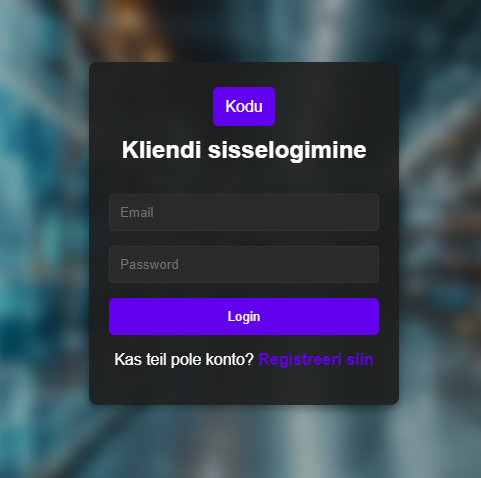 Kodu
Kliendi sisselogimine
Email
Password
Login
Kas teil pole konto? Registreeri siin